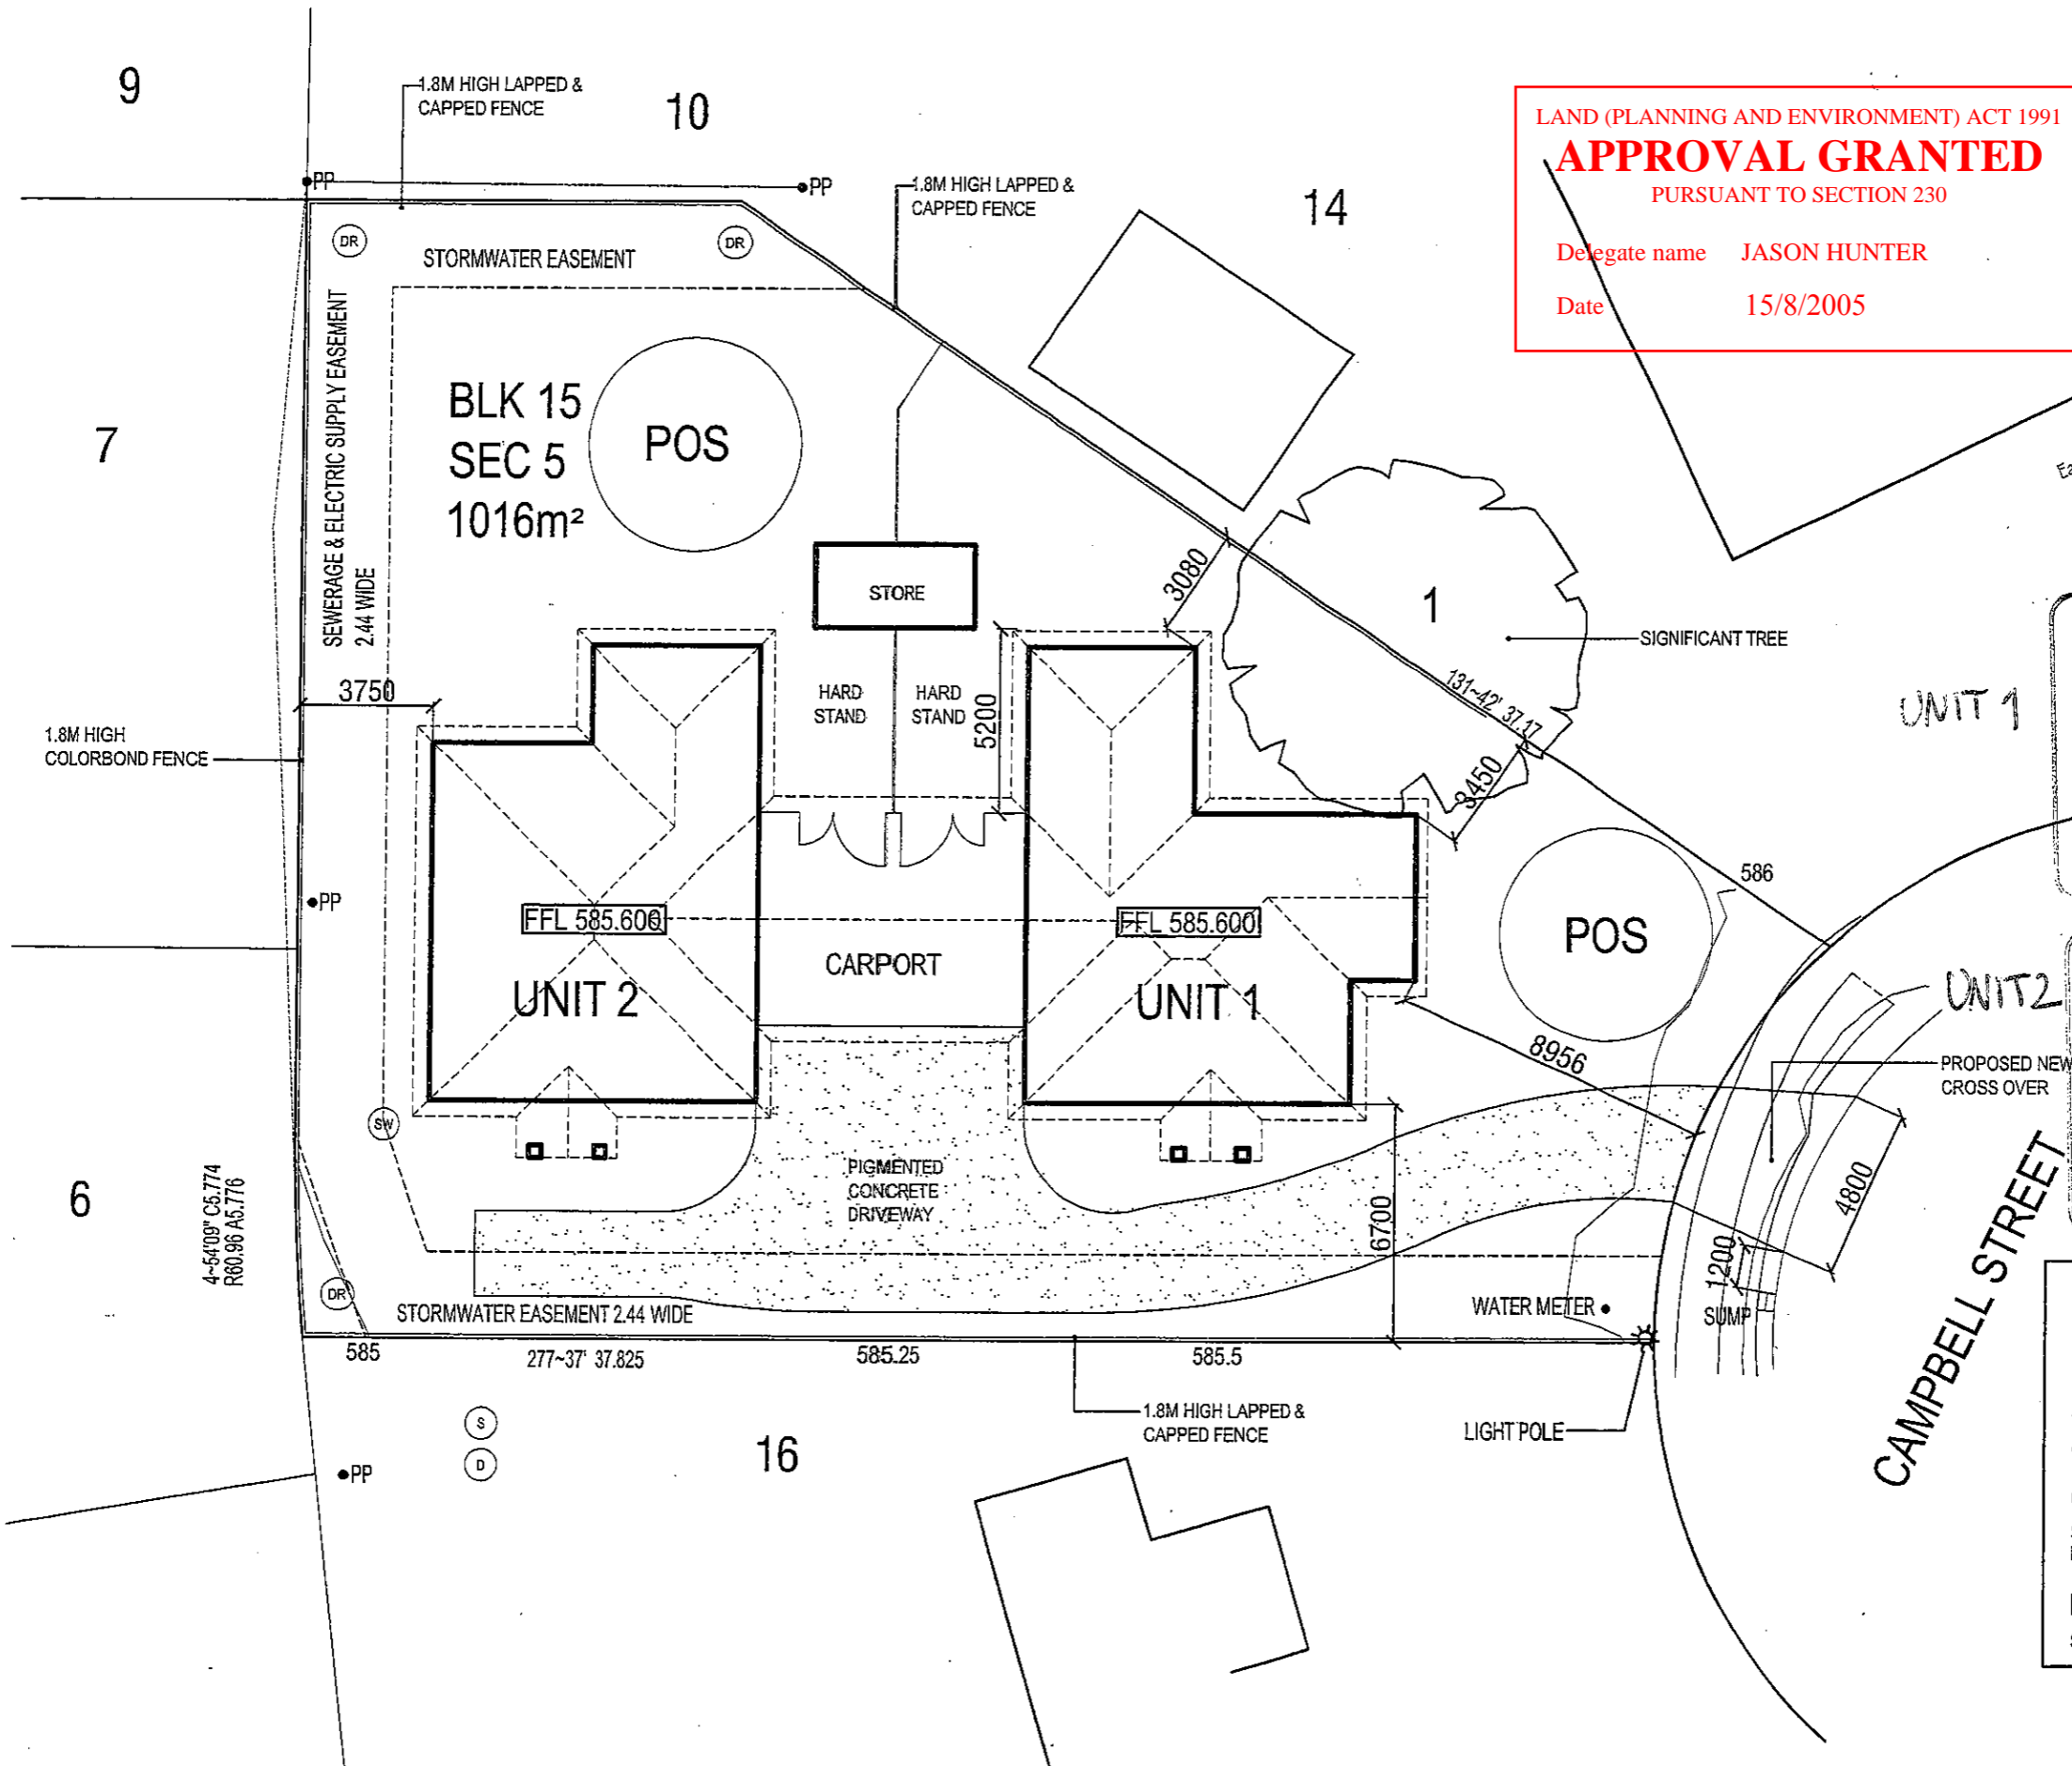 9
1.8M HIGH LAPPED &
CAPPED FENCE
10
LAND (PLANNING AND ENVIRONMENT) ACT 1991
APPROVAL GRANTED
PURSUANT TO SECTION 230
Delegate name JASON HUNTER
Date 15/8/2005
PP
PP
1.8M HIGH LAPPED &
CAPPED FENCE
14
DR
STORMWATER EASEMENT
DR
SEWERAGE & ELECTRIC SUPPLY EASEMENT
2.44 WIDE
BLK 15
SEC 5
1016m²
POS
7
STORE
3080
1
SIGNIFICANT TREE
131~42' 37.17
3750
HARD
STAND
HARD
STAND
5200
UNIT 1
1.8M HIGH
COLORBOND FENCE
3450
586
PP
FFL 585.600
FFL 585.600
CARPORT
UNIT 2
UNIT 1
POS
UNIT2
8956
PROPOSED NEW
CROSS OVER
SW
6
4~54'09" C5.774
R60.96 A5.776
PIGMENTED
CONCRETE
DRIVEWAY
6700
4800
1200
SUMP
CAMPBELL STREET
DR
STORMWATER EASEMENT 2.44 WIDE
WATER METER
585
277~37' 37.825
585.25
585.5
1.8M HIGH LAPPED &
CAPPED FENCE
LIGHT POLE
S
D
16
PP